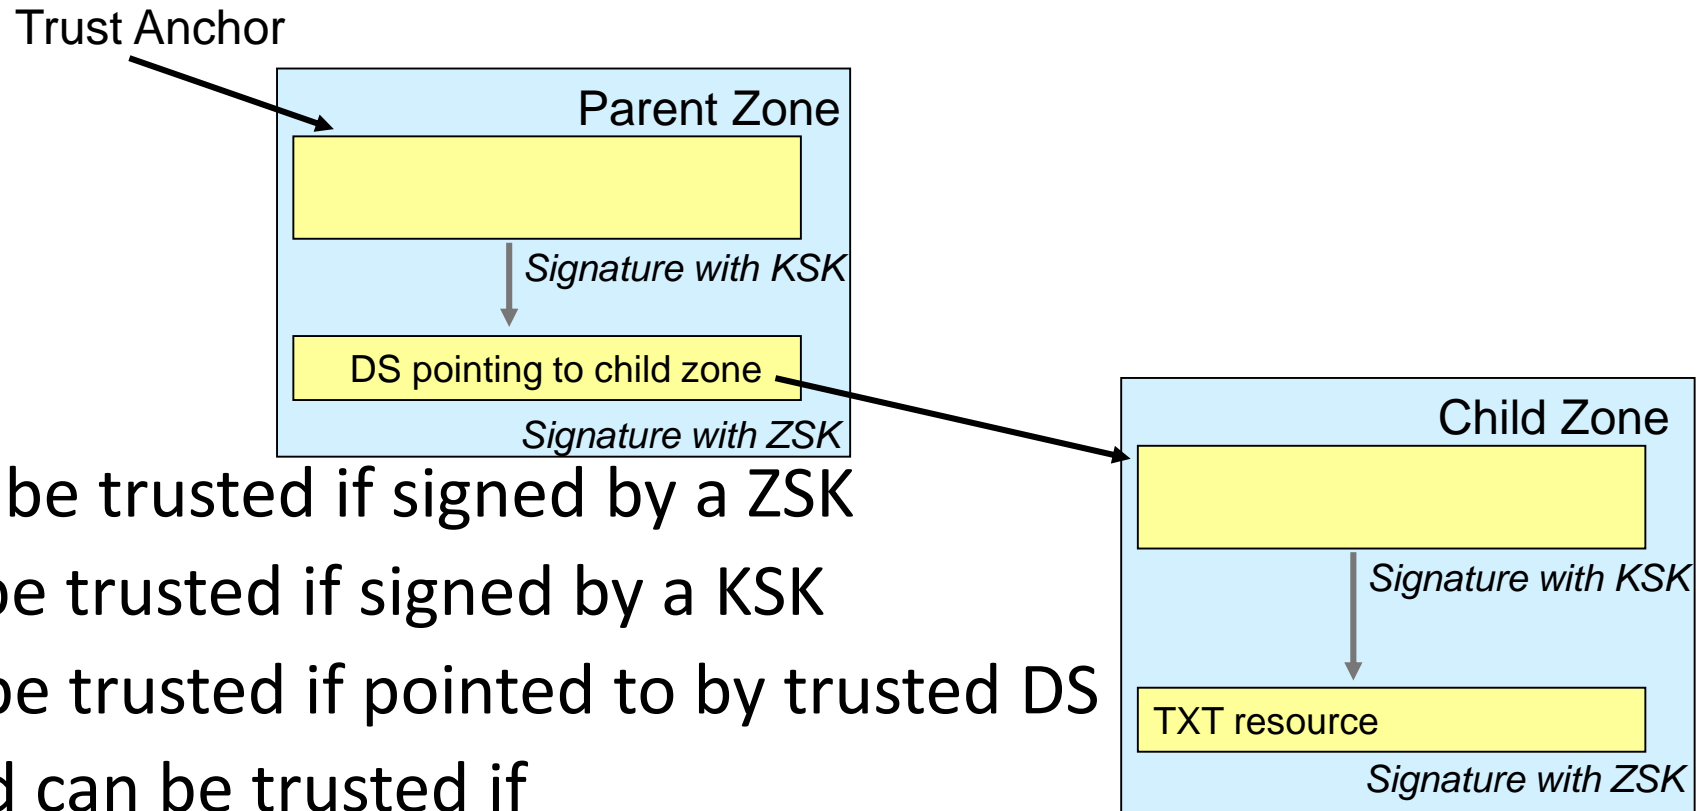 Trust Anchor
Parent Zone
Signature with KSK
DS pointing to child zone
Signature with ZSK
Child Zone
Signature with KSK
TXT resource
Signature with ZSK
be trusted if signed by a ZSK
be trusted if signed by a KSK
be trusted if pointed to by trusted DS
can be trusted if